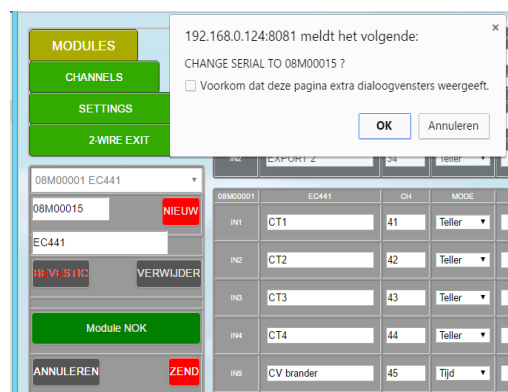 MODULES
CHANNELS
SETTINGS
2-WIRE EXIT
192.168.0.124:8081 meldt het volgende:
CHANGE SERIAL TO 08M00015 ?
Voorkom dat deze pagina extra dialoogvensters weergeeft.
OK Annuleren
IN2 EXPORT 2 34 Teller
08M00001 EC441
08M00015 NIEUW
EC441
BEVESTIG VERWIJDER
Module NOK
ANNULEREN ZEND
08M00001 EC441 CH MODE
IN1 CT1 41 Teller
IN2 CT2 42 Teller
IN3 CT3 43 Teller
IN4 CT4 44 Teller
IN5 CV brander 45 Tijd